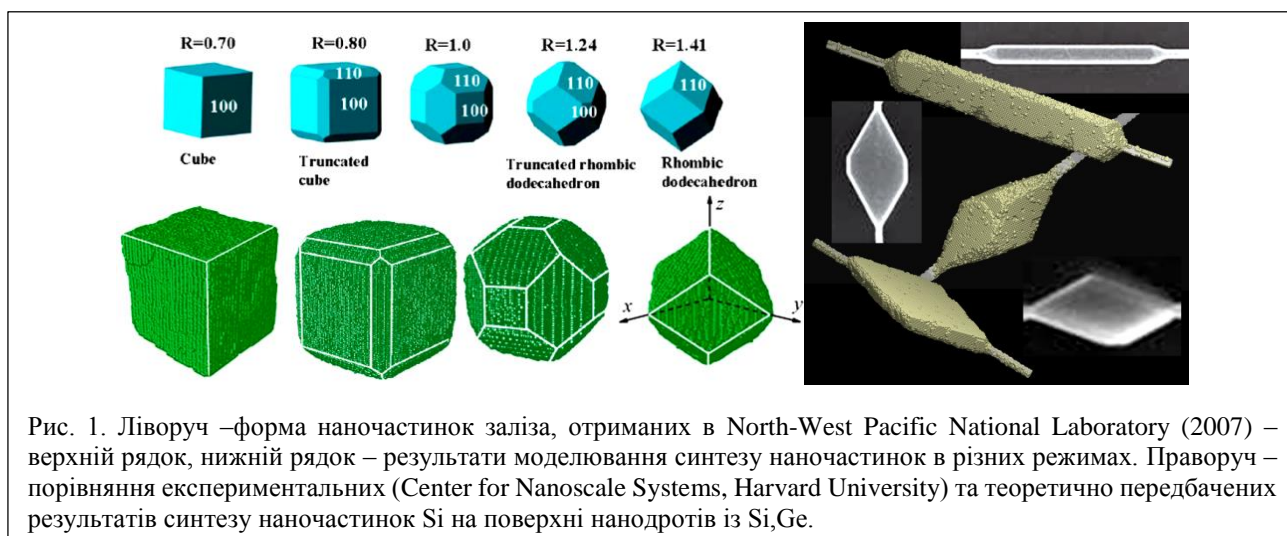 R=0.70 R=0.80 R=1.0 R=1.24 R=1.41
110 110 110 110
100 100 100 100
Cube Truncated cube Truncated rhombic dodecahedron Rhombic dodecahedron
z
x y
Рис. 1. Ліворуч –форма наночастинок заліза, отриманих в North-West Pacific National Laboratory (2007) –
верхній рядок, нижній рядок – результати моделювання синтезу наночастинок в різних режимах. Праворуч –
порівняння експериментальних (Center for Nanoscale Systems, Harvard University) та теоретично передбачених
результатів синтезу наночастинок Si на поверхні нанодротів із Si,Ge.